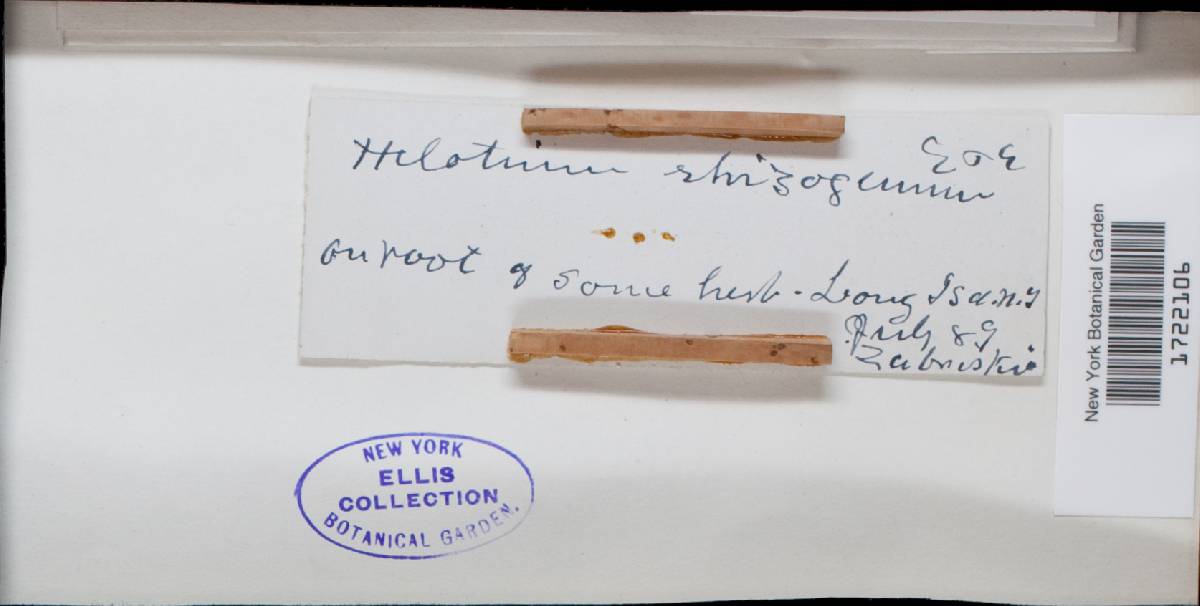 Helotium rhizogenum E & E
on root of some herb - Long Isd. N.Y
July 89
Zabriskie
NEW YORK
ELLIS
COLLECTION
BOTANICAL GARDEN.
New York Botanical Garden
1722106